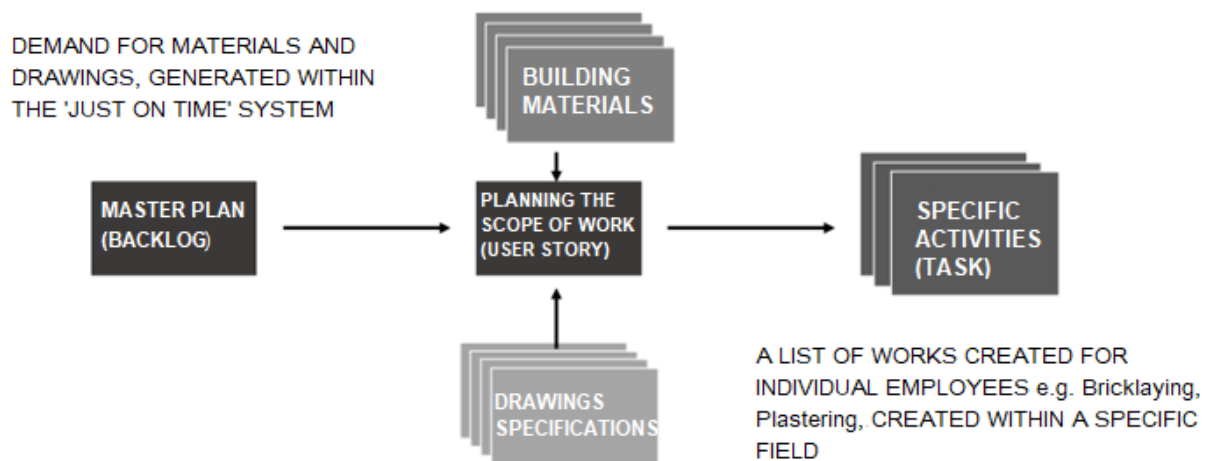 DEMAND FOR MATERIALS AND
DRAWINGS, GENERATED WITHIN
THE 'JUST ON TIME' SYSTEM
BUILDING
MATERIALS
MASTER PLAN
(BACKLOG)
PLANNING THE
SCOPE OF WORK
(USER STORY)
SPECIFIC
ACTIVITIES
(TASK)
DRAWINGS
SPECIFICATIONS
A LIST OF WORKS CREATED FOR
INDIVIDUAL EMPLOYEES e.g. Bricklaying,
Plastering, CREATED WITHIN A SPECIFIC
FIELD